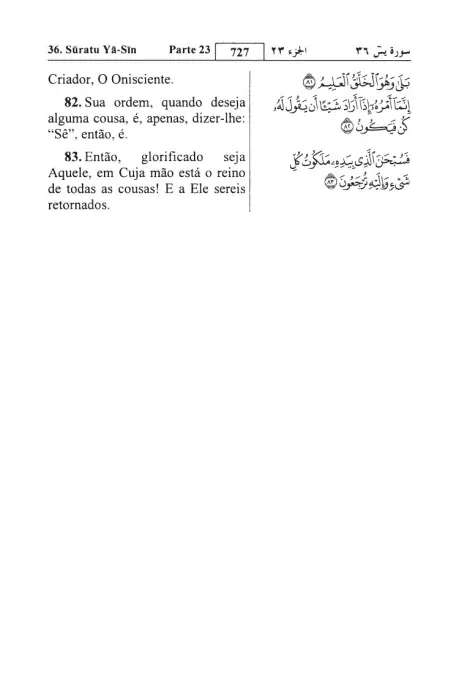 36. Sūratu Yā-Sīn Parte 23 727 الجزء ٢٣ سورة يسٓ ٣٦
Criador, O Onisciente.
82. Sua ordem, quando deseja
alguma cousa, é, apenas, dizer-lhe:
“Sê”, então, é.
83. Então, glorificado seja
Aquele, em Cuja mão está o reino
de todas as cousas! E a Ele sereis
retornados.
بَلَىٰ وَهُوَ ٱلْخَلَّٰقُ ٱلْعَلِيمُ ﴿٨١﴾
إِنَّمَآ أَمْرُهُۥٓ إِذَآ أَرَادَ شَيْـًٔا أَن يَقُولَ لَهُۥ
كُن فَيَكُونُ ﴿٨٢﴾
فَسُبْحَٰنَ ٱلَّذِى بِيَدِهِۦ مَلَكُوتُ كُلِّ
شَىْءٍ وَإِلَيْهِ تُرْجَعُونَ ﴿٨٣﴾